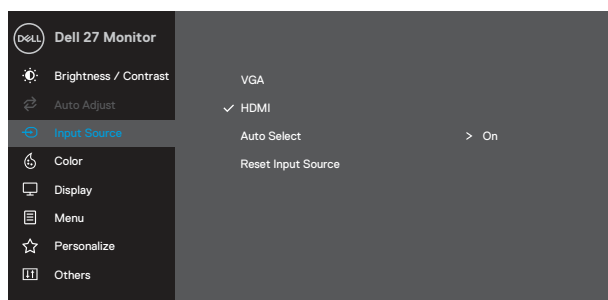 DELL Dell 27 Monitor
Brightness / Contrast
VGA
Auto Adjust
✓ HDMI
Input Source
Auto Select > On
Color
Reset Input Source
Display
Menu
Personalize
Others